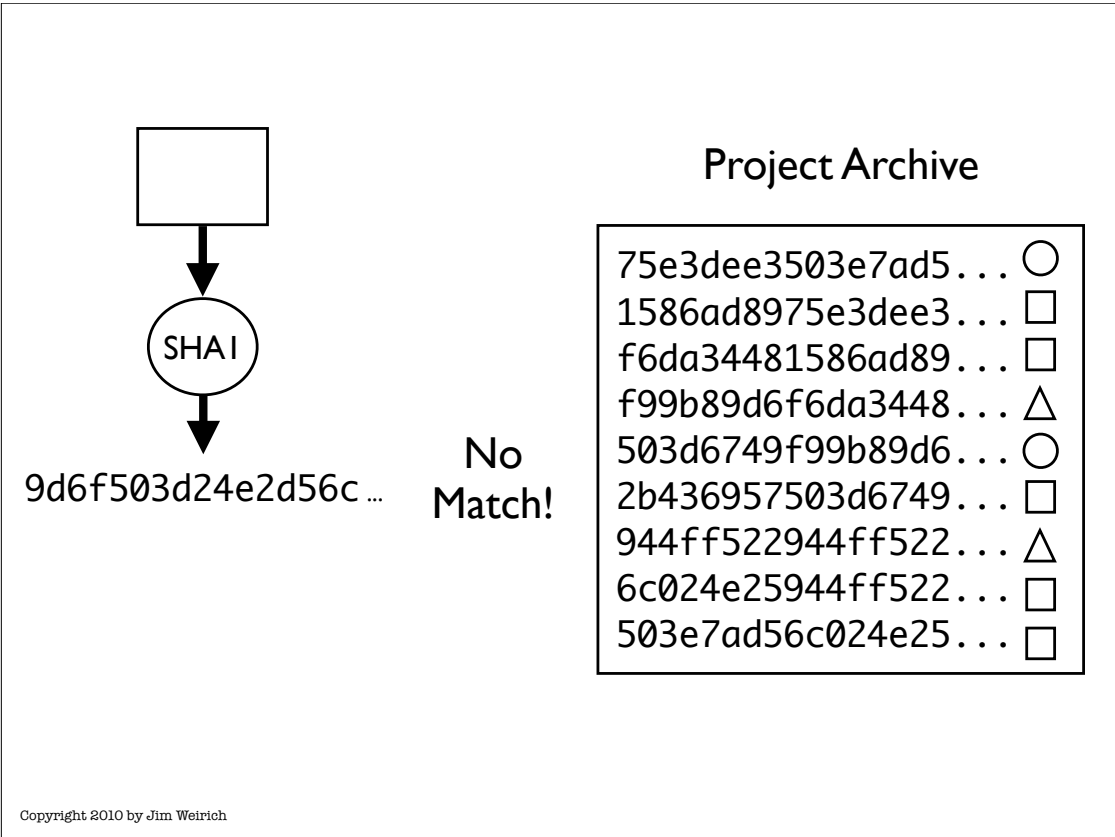 SHA1
9d6f503d24e2d56c ...
No
Match!
Project Archive
75e3dee3503e7ad5...
1586ad8975e3dee3...
f6da34481586ad89...
f99b89d6f6da3448...
503d6749f99b89d6...
2b436957503d6749...
944ff522944ff522...
6c024e25944ff522...
503e7ad56c024e25...
Copyright 2010 by Jim Weirich